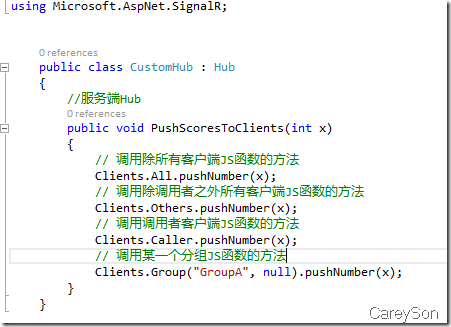 using Microsoft.AspNet.SignalR;
0 references
public class CustomHub : Hub
{
//服务端Hub
0 references
public void PushScoresToClients(int x)
{
// 调用除所有客户端JS函数的方法
Clients.All.pushNumber(x);
// 调用除调用者之外所有客户端JS函数的方法
Clients.Others.pushNumber(x);
// 调用调用者客户端JS函数的方法
Clients.Caller.pushNumber(x);
// 调用某一个分组JS函数的方法
Clients.Group("GroupA", null).pushNumber(x);
}
}
CareySon